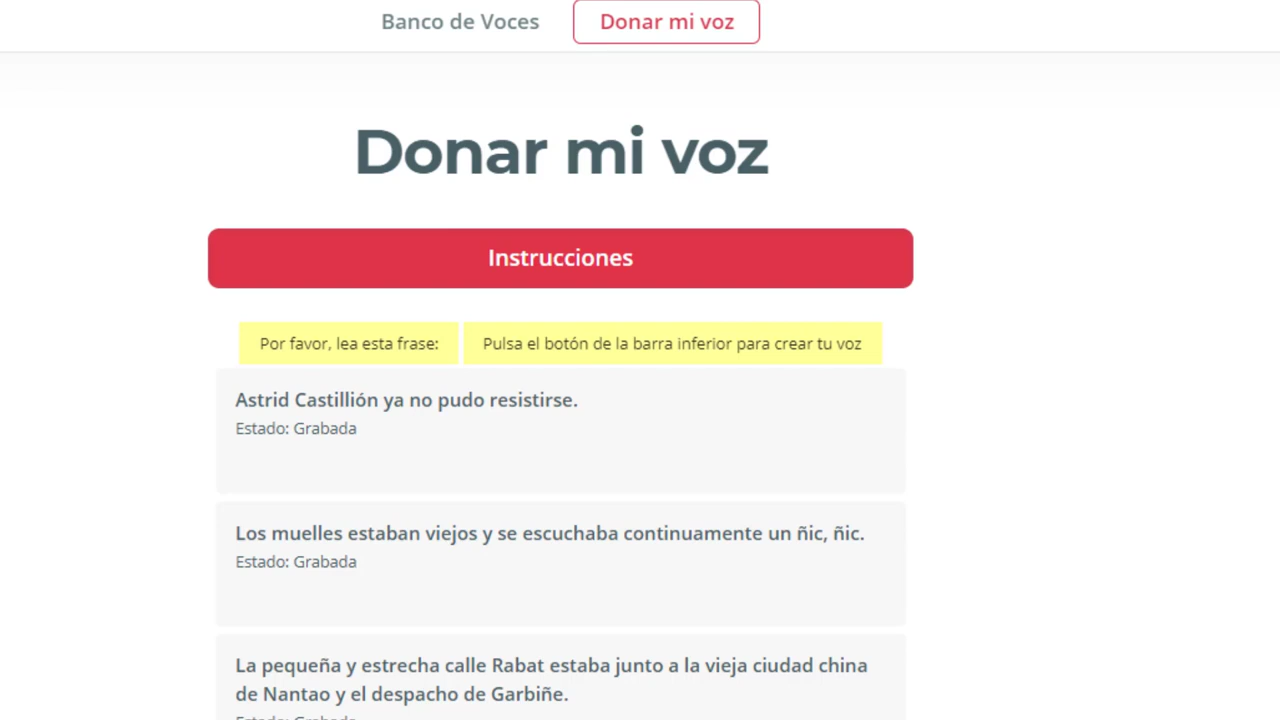 Banco de Voces
Donar mi voz
Donar mi voz
Instrucciones
Por favor, lea esta frase:
Pulsa el botón de la barra inferior para crear tu voz
Astrid Castillión ya no pudo resistirse.
Estado: Grabada
Los muelles estaban viejos y se escuchaba continuamente un ñic, ñic.
Estado: Grabada
La pequeña y estrecha calle Rabat estaba junto a la vieja ciudad china
de Nantao y el despacho de Garbiñe.
Estado: Grabada